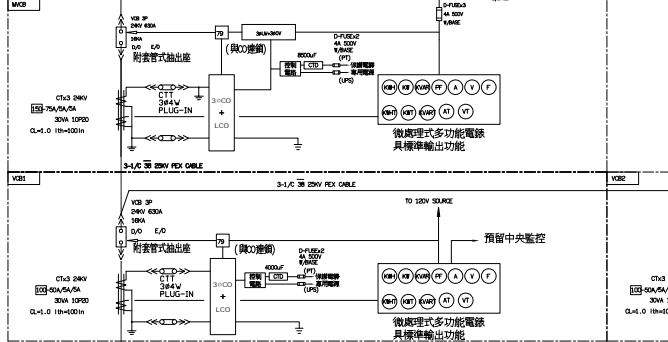 MVCB
D-FUSEx3
4A 500V
W/BASE
VCB 3P
24KV 630A
16KA
D/O E/O
附套管式抽出座
79
(與CO連鎖)
D-FUSEx2
4A 500V
W/BASE
(PT)
8500uF
控制
電路
CTD
保護電驛
專用電源
(UPS)
CTx3 24KV
150-75A/5A/5A
30VA 10P20
CL=1.0 Ith=100In
CTT
3ø4W
PLUG-IN
3øCO
+
LCO
KWH KW KVAR PF A V F
KWHT KWT KVART AT VT
微處理式多功能電錶
具標準輸出功能
3-1/C 38 25KV PEX CABLE
VCB1
VCB2
3-1/C 38 25KV PEX CABLE
VCB 3P
24KV 630A
16KA
D/O E/O
附套管式抽出座
TO 120V SOURCE
預留中央監控
79
(與CO連鎖)
D-FUSEx2
4A 500V
W/BASE
(PT)
4000uF
控制
電路
CTD
保護電驛
專用電源
(UPS)
CTx3 24KV
100-50A/5A/5A
30VA 10P20
CL=1.0 Ith=100In
CTT
3ø4W
PLUG-IN
3øCO
+
LCO
KWH KW KVAR PF A V F
KWHT KWT KVART AT VT
微處理式多功能電錶
具標準輸出功能
CTx3
100-50A/5A/
30VA
CL=1.0 Ith=10